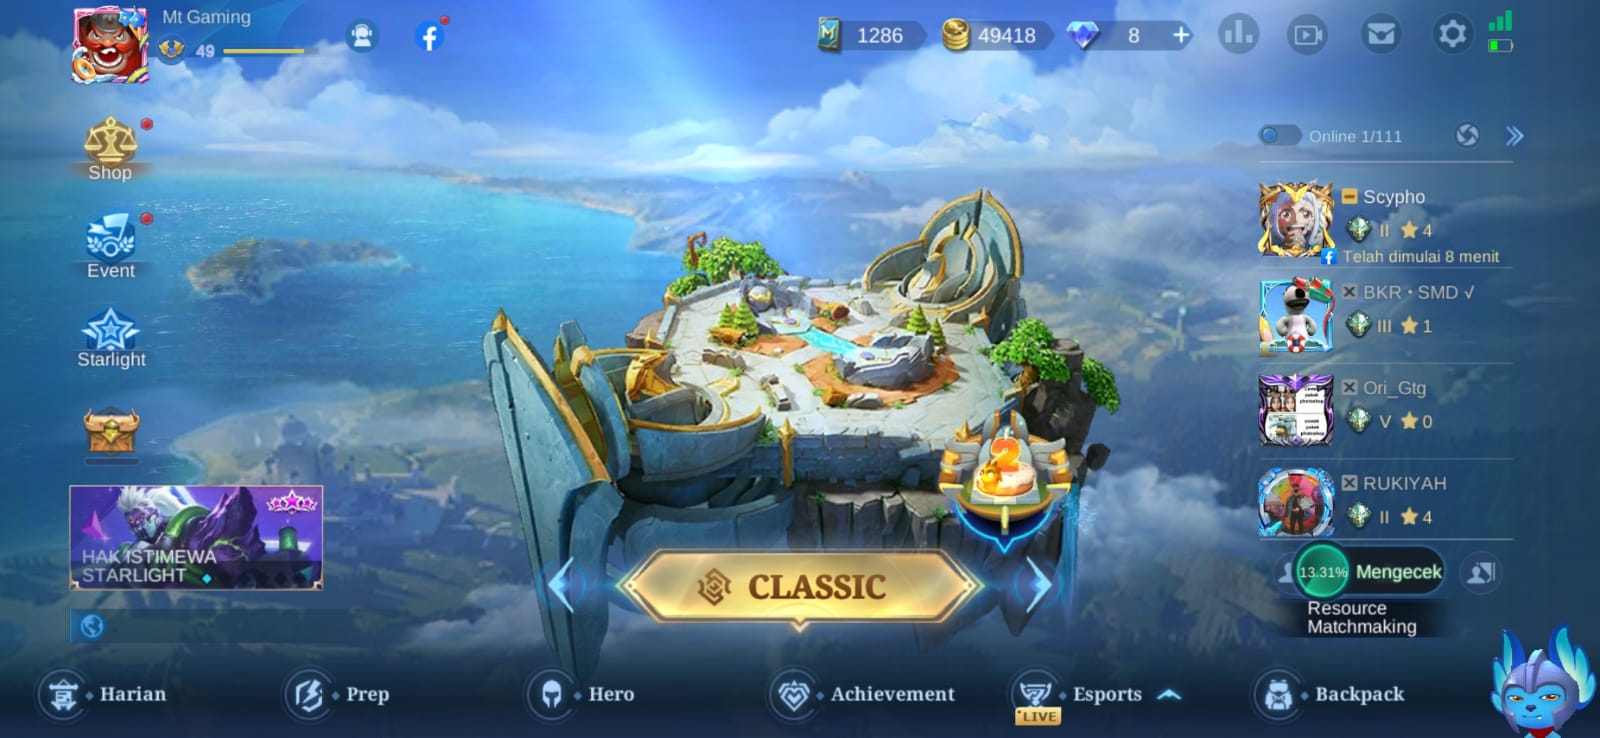 Mt Gaming
49
1286
49418
8
Shop
Event
Starlight
HAK ISTIMEWA
STARLIGHT
Online 1/111
Scypho
II 4
Telah dimulai 8 menit
BKR • SMD √
III 1
Ori_Gtg
V 0
RUKIYAH
II 4
13.31% Mengecek
Resource
Matchmaking
2
CLASSIC
Harian
Prep
Hero
Achievement
Esports
LIVE
Backpack